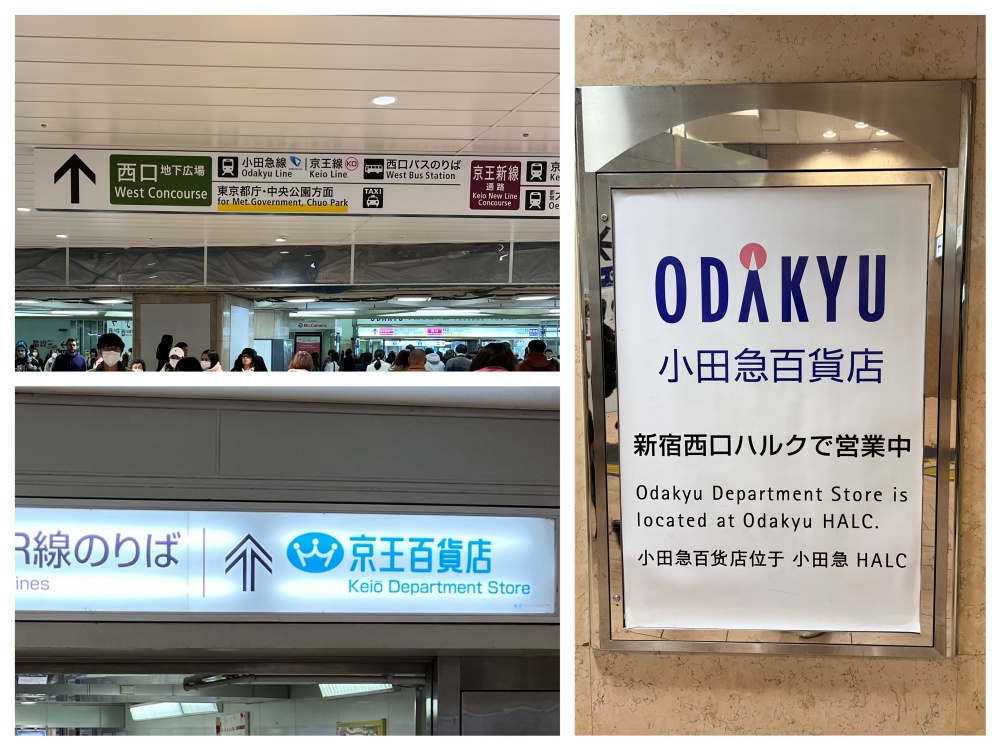 西口 地下広場
West Concourse
小田急線
Odakyu Line
京王線 KO
Keio Line
西口バスのりば
West Bus Station
東京都庁・中央公園方面
for Met.Government, Chuo Park
TAXI
京王新線
通路
Keio New Line
Concourse
京
Ke
Oe
BicCamera
R線のりば
ines
京王百貨店
Keiō Department Store
ODAKYU
小田急百貨店
新宿西口ハルクで営業中
Odakyu Department Store is
located at Odakyu HALC.
小田急百货店位于 小田急 HALC